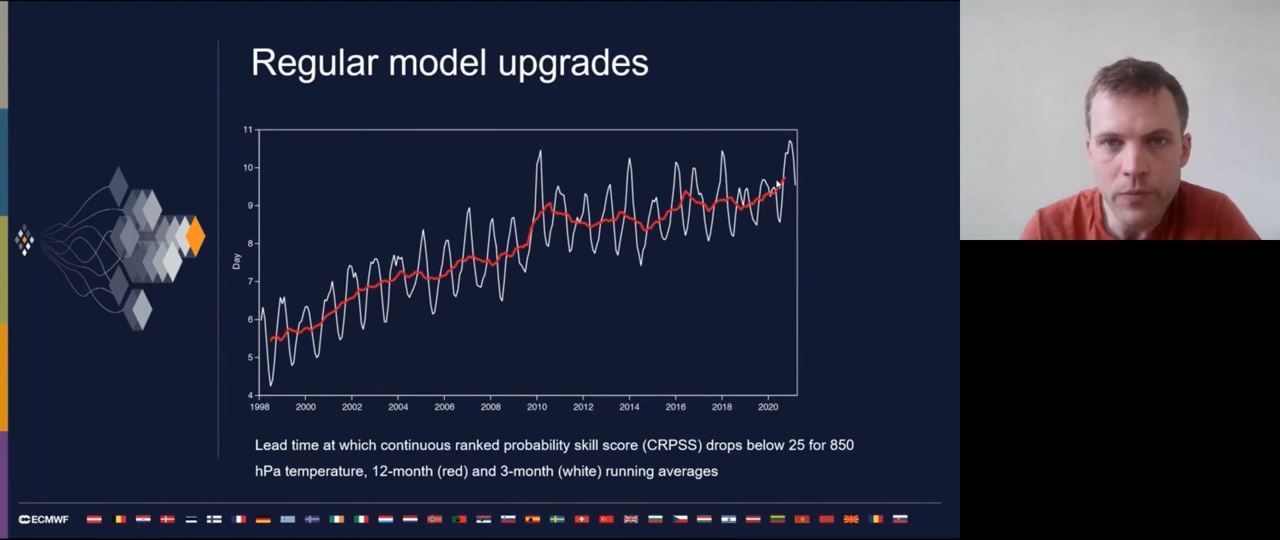 Regular model upgrades
11
10
9
8
7
6
5
4
Day
1998 2000 2002 2004 2006 2008 2010 2012 2014 2016 2018 2020
Lead time at which continuous ranked probability skill score (CRPSS) drops below 25 for 850
hPa temperature, 12-month (red) and 3-month (white) running averages
ECMWF